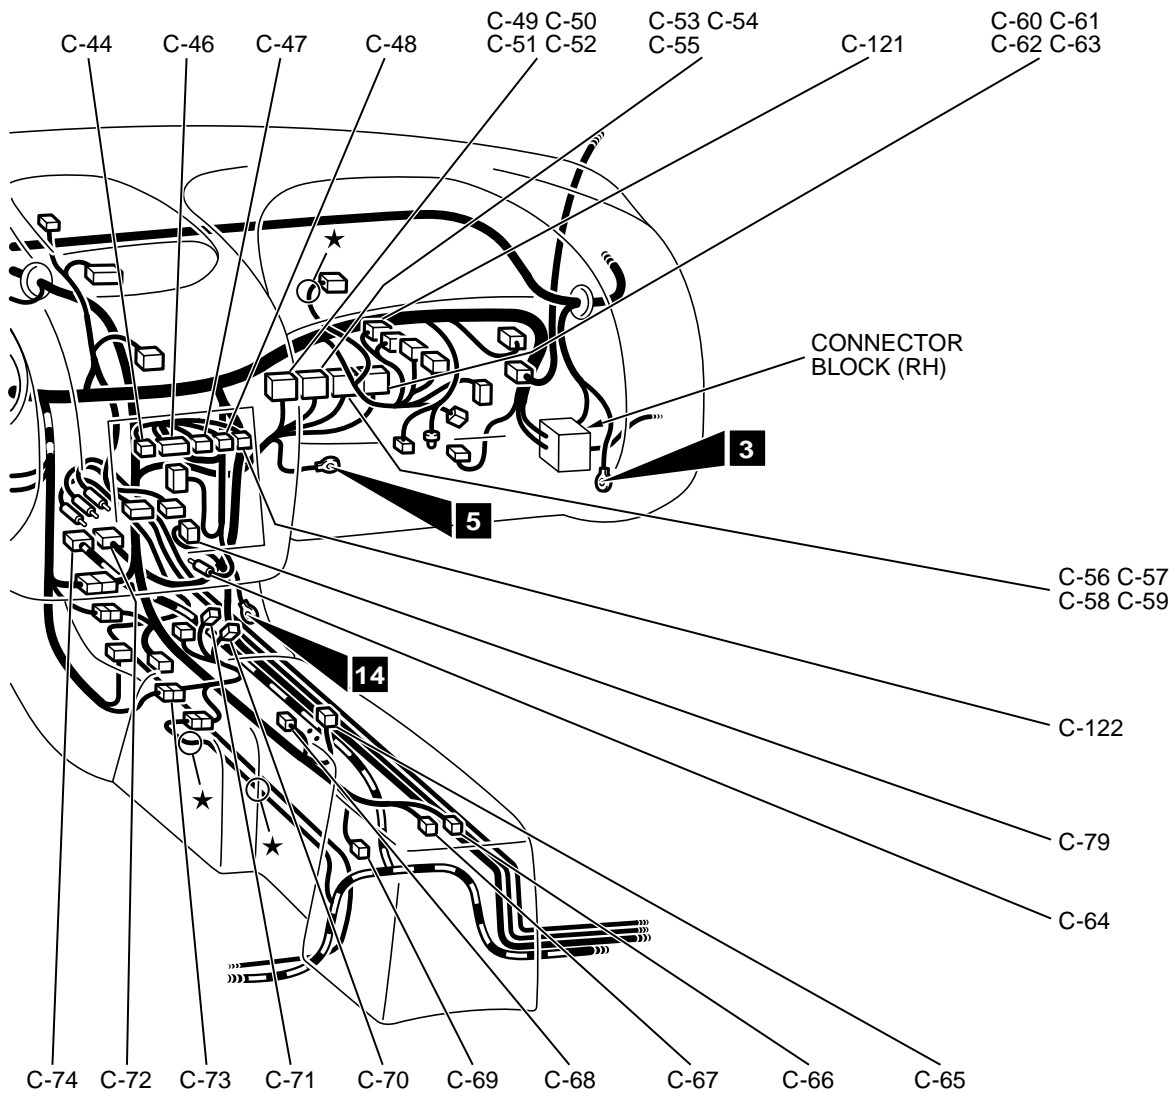 C-49 C-50
C-53 C-54
C-60 C-61
C-44
C-46
C-47
C-48
C-51 C-52
C-55
C-121
C-62 C-63
★
CONNECTOR
BLOCK (RH)
3
5
C-56 C-57
C-58 C-59
14
C-122
★
★
C-79
C-64
C-74
C-72
C-73
C-71
C-70
C-69
C-68
C-67
C-66
C-65